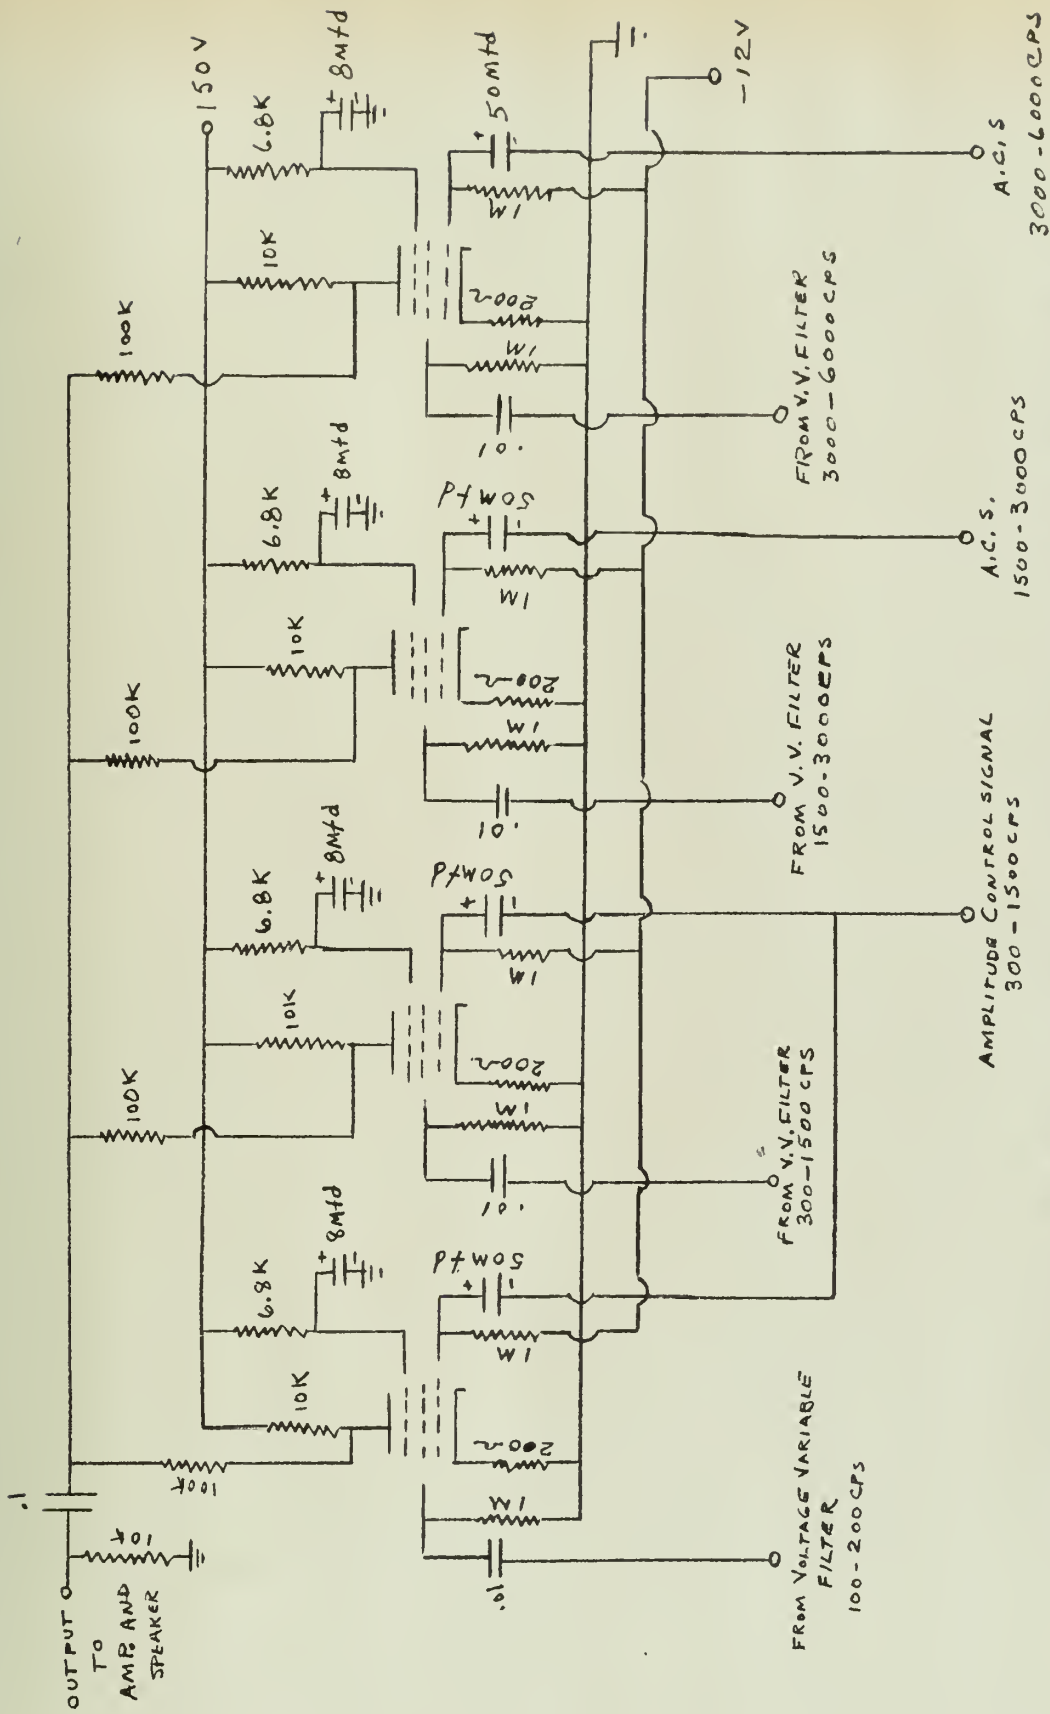 OUTPUT
TO
AMP. AND
SPEAKER
.1
10K
100K
10K
6.8K
8Mfd
100K
10K
6.8K
8Mfd
100K
10K
6.8K
8Mfd
100K
10K
6.8K
8Mfd
150V
.01
1M
200Ω
1M
50Mfd
.01
1M
200Ω
1M
50Mfd
.01
1M
200Ω
1M
50Mfd
.01
1M
200Ω
1M
50Mfd
-12V
FROM VOLTAGE VARIABLE
FILTER
100-200CPS
FROM V.V. FILTER
300-1500 CPS
AMPLITUDE CONTROL SIGNAL
300-1500CPS
FROM V.V. FILTER
1500-3000CPS
A.C.S.
1500-3000CPS
FROM V.V. FILTER
3000-6000CPS
A.C.S
3000-6000CPS